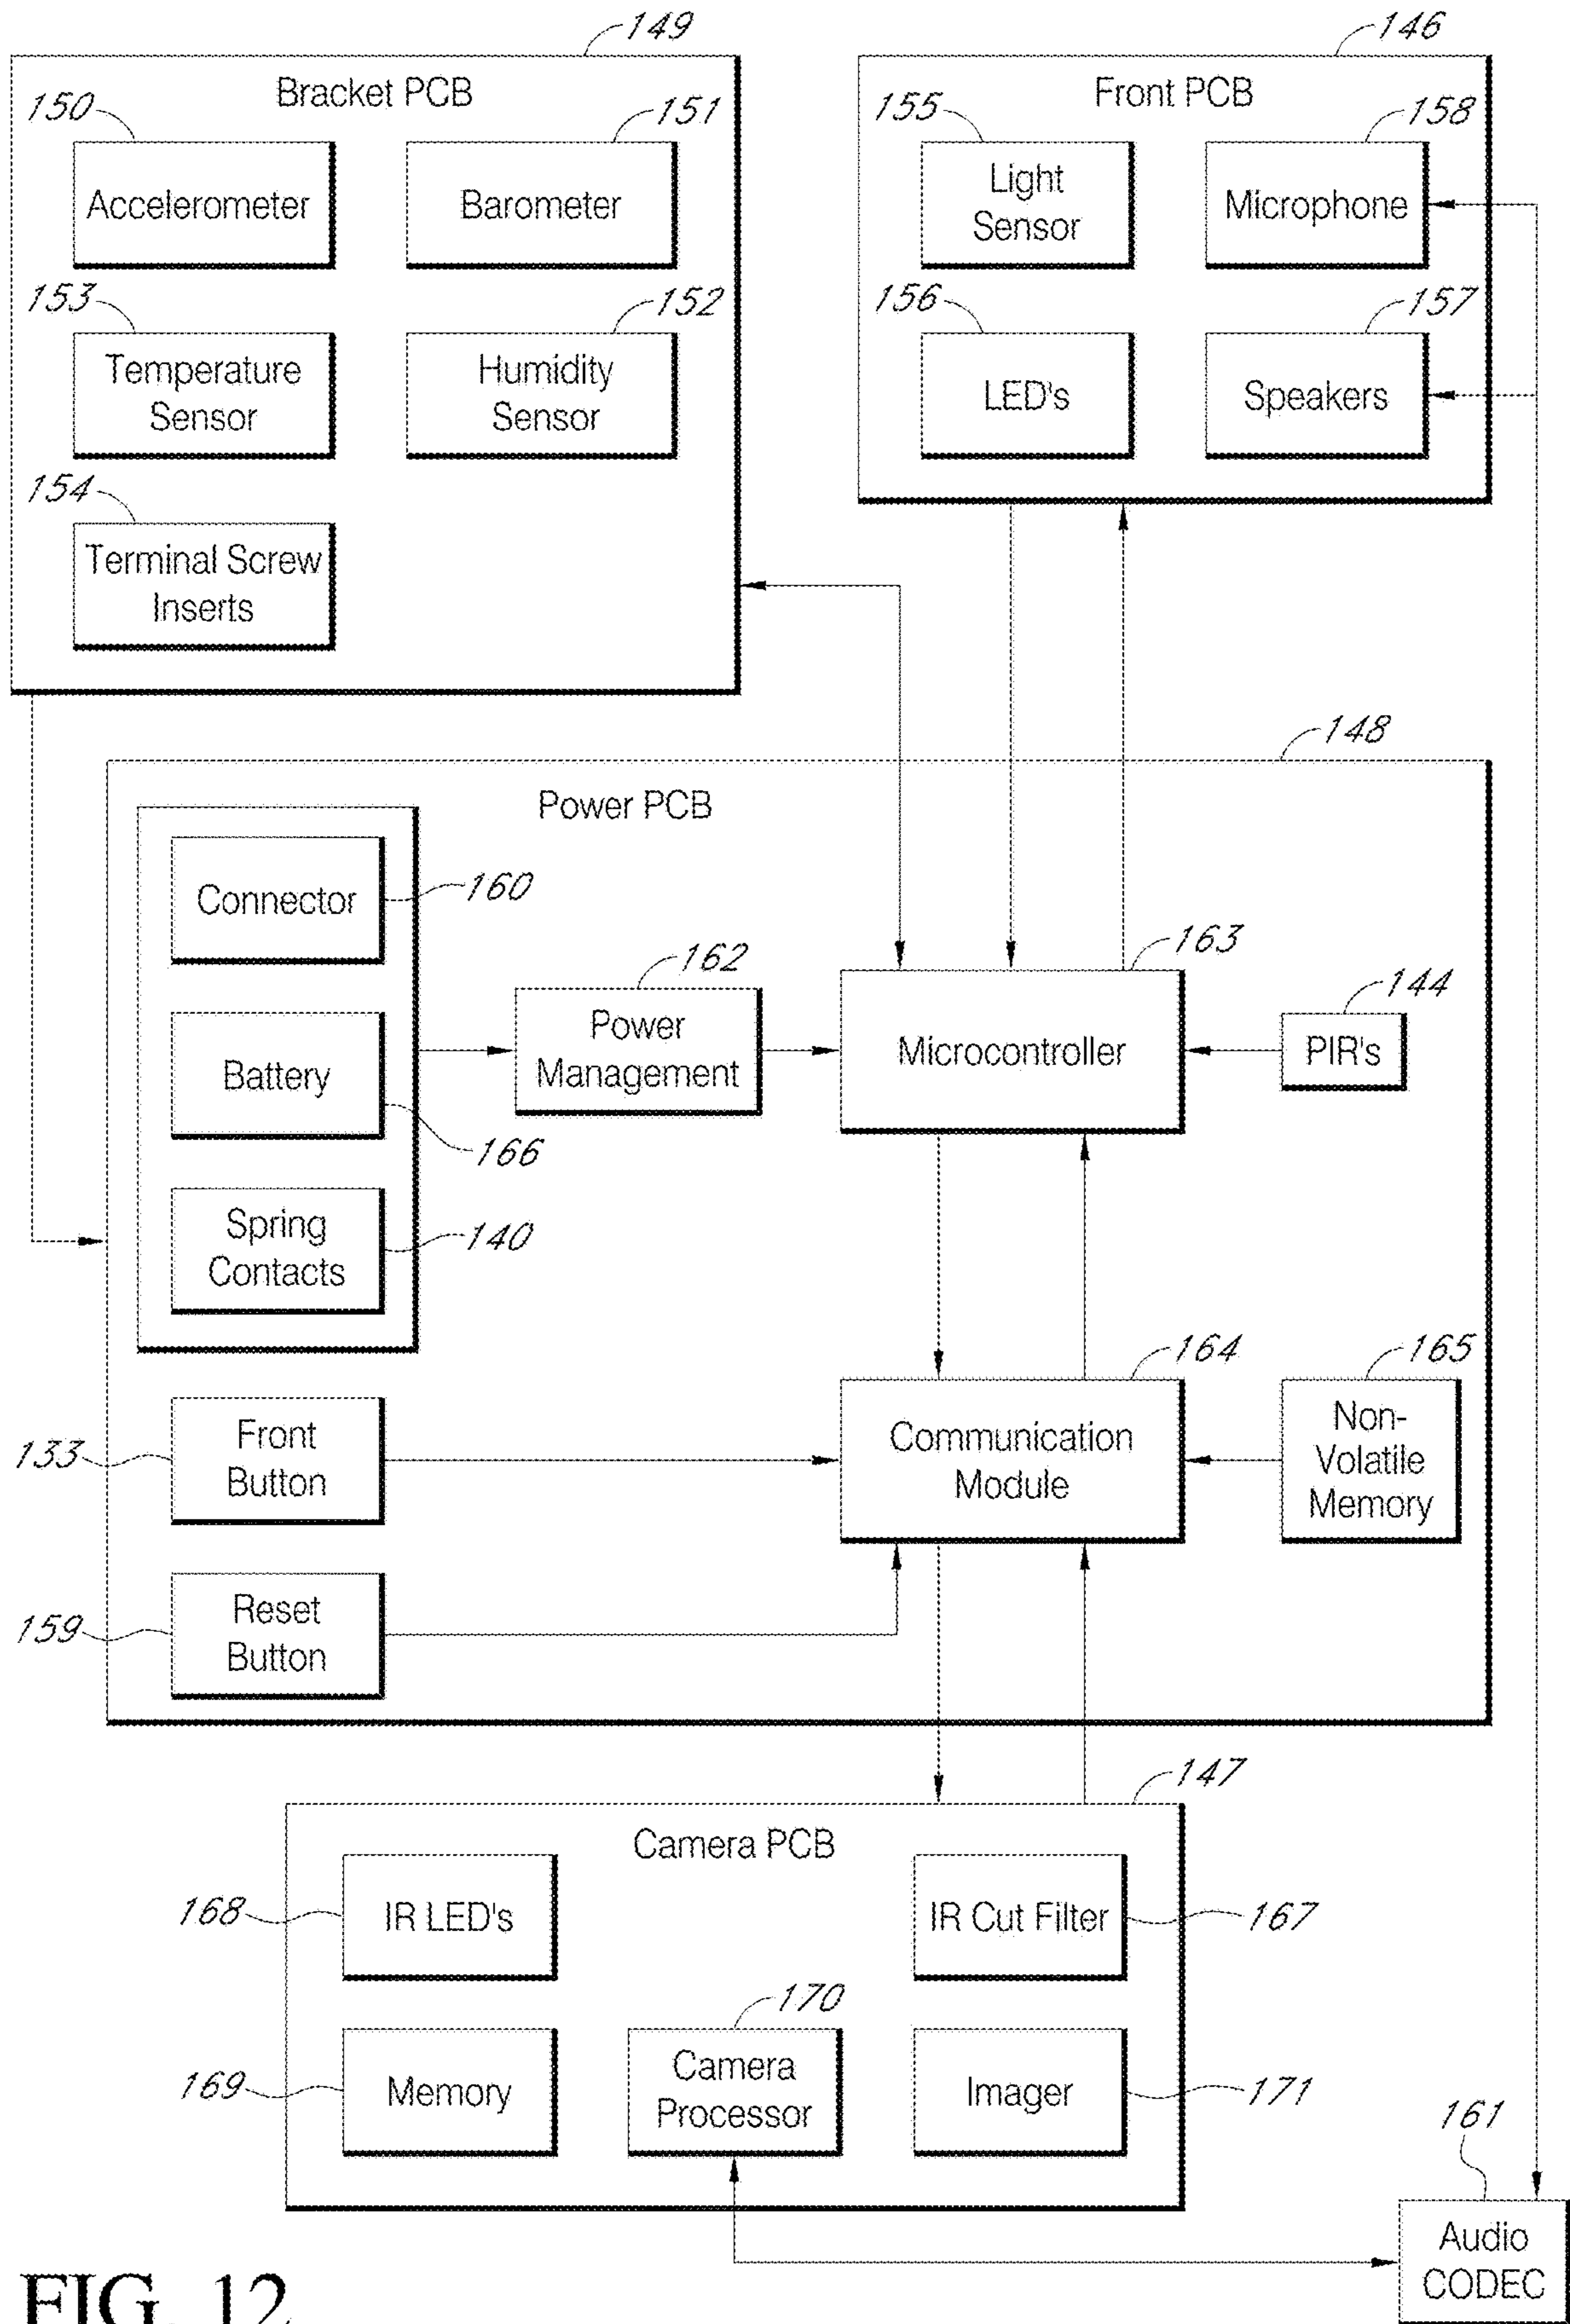 149
146
Bracket PCB
Front PCB
150
151
155
158
Accelerometer
Barometer
Light
Sensor
Microphone
153
152
156
157
Temperature
Sensor
Humidity
Sensor
LED's
Speakers
154
Terminal Screw
Inserts
148
Power PCB
Connector
160
162
163
144
Power
Management
Microcontroller
PIR's
Battery
166
Spring
Contacts
140
164
165
133
Front
Button
Communication
Module
Non-
Volatile
Memory
159
Reset
Button
147
Camera PCB
168
IR LED's
IR Cut Filter
167
170
169
Memory
Camera
Processor
Imager
171
161
Audio
CODEC
FIG. 12